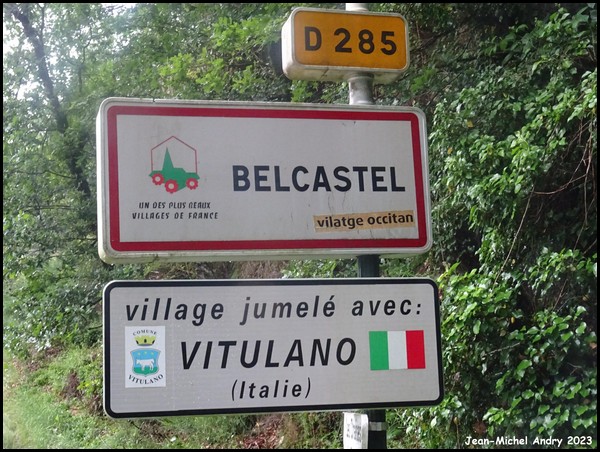 D 285
BELCASTEL
UN DES PLUS BEAUX
VILLAGES DE FRANCE
vilatge occitan
village jumelé avec:
COMUNE
VITULANO
VITULANO
(Italie)
Jean-Michel Andry 2023